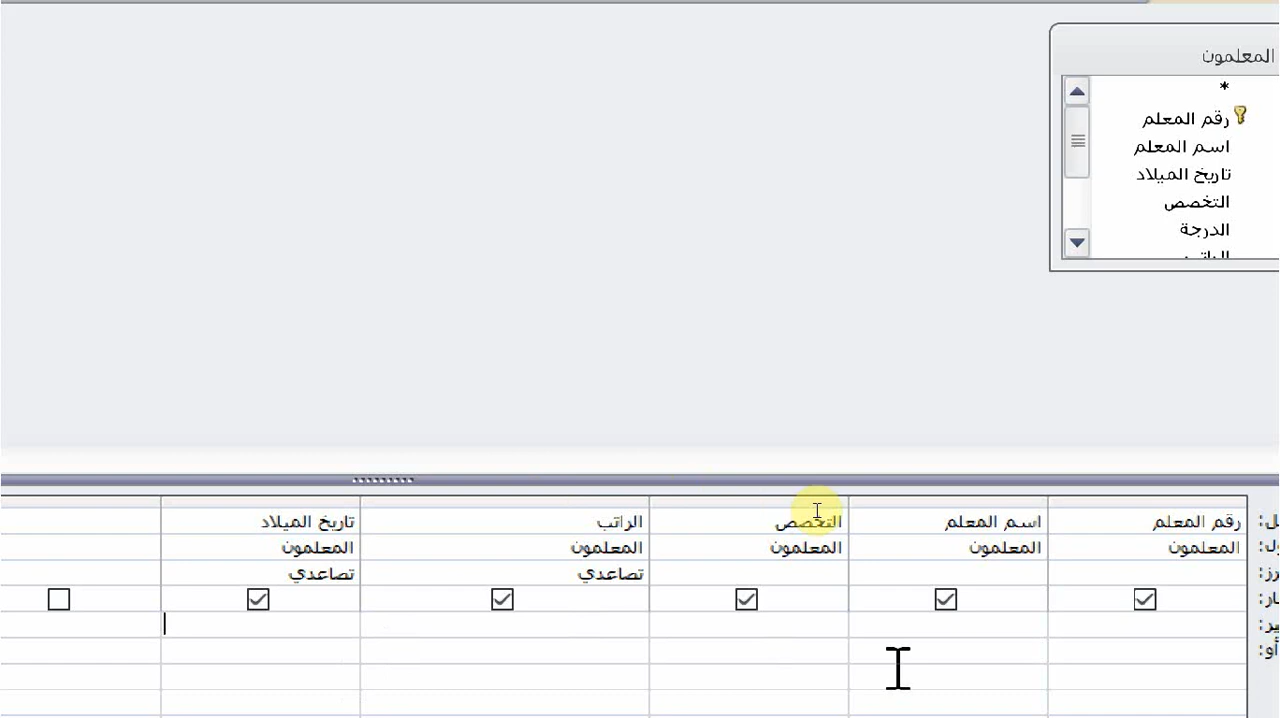 المعلمون
*
رقم المعلم
اسم المعلم
تاريخ الميلاد
التخصص
الدرجة
رقم المعلم اسم المعلم التخصص الراتب تاريخ الميلاد
المعلمون المعلمون المعلمون المعلمون المعلمون
تصاعدي تصاعدي
أو: